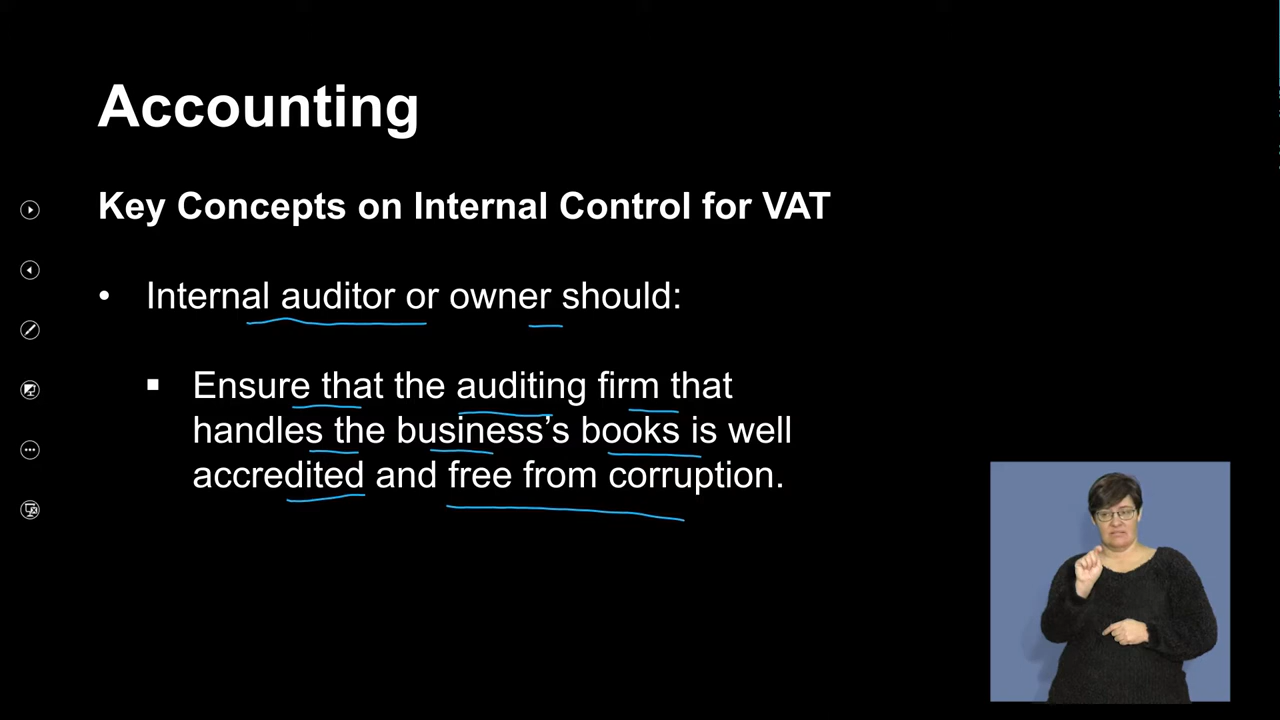 Accounting
Key Concepts on Internal Control for VAT
• Internal auditor or owner should:
▪ Ensure that the auditing firm that
handles the business’s books is well
accredited and free from corruption.